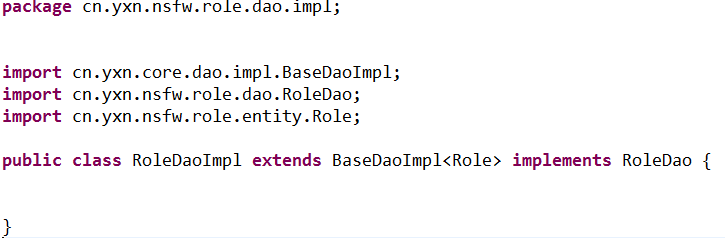 package cn.yxn.nsfw.role.dao.impl;
import cn.yxn.core.dao.impl.BaseDaoImpl;
import cn.yxn.nsfw.role.dao.RoleDao;
import cn.yxn.nsfw.role.entity.Role;
public class RoleDaoImpl extends BaseDaoImpl<Role> implements RoleDao {
}